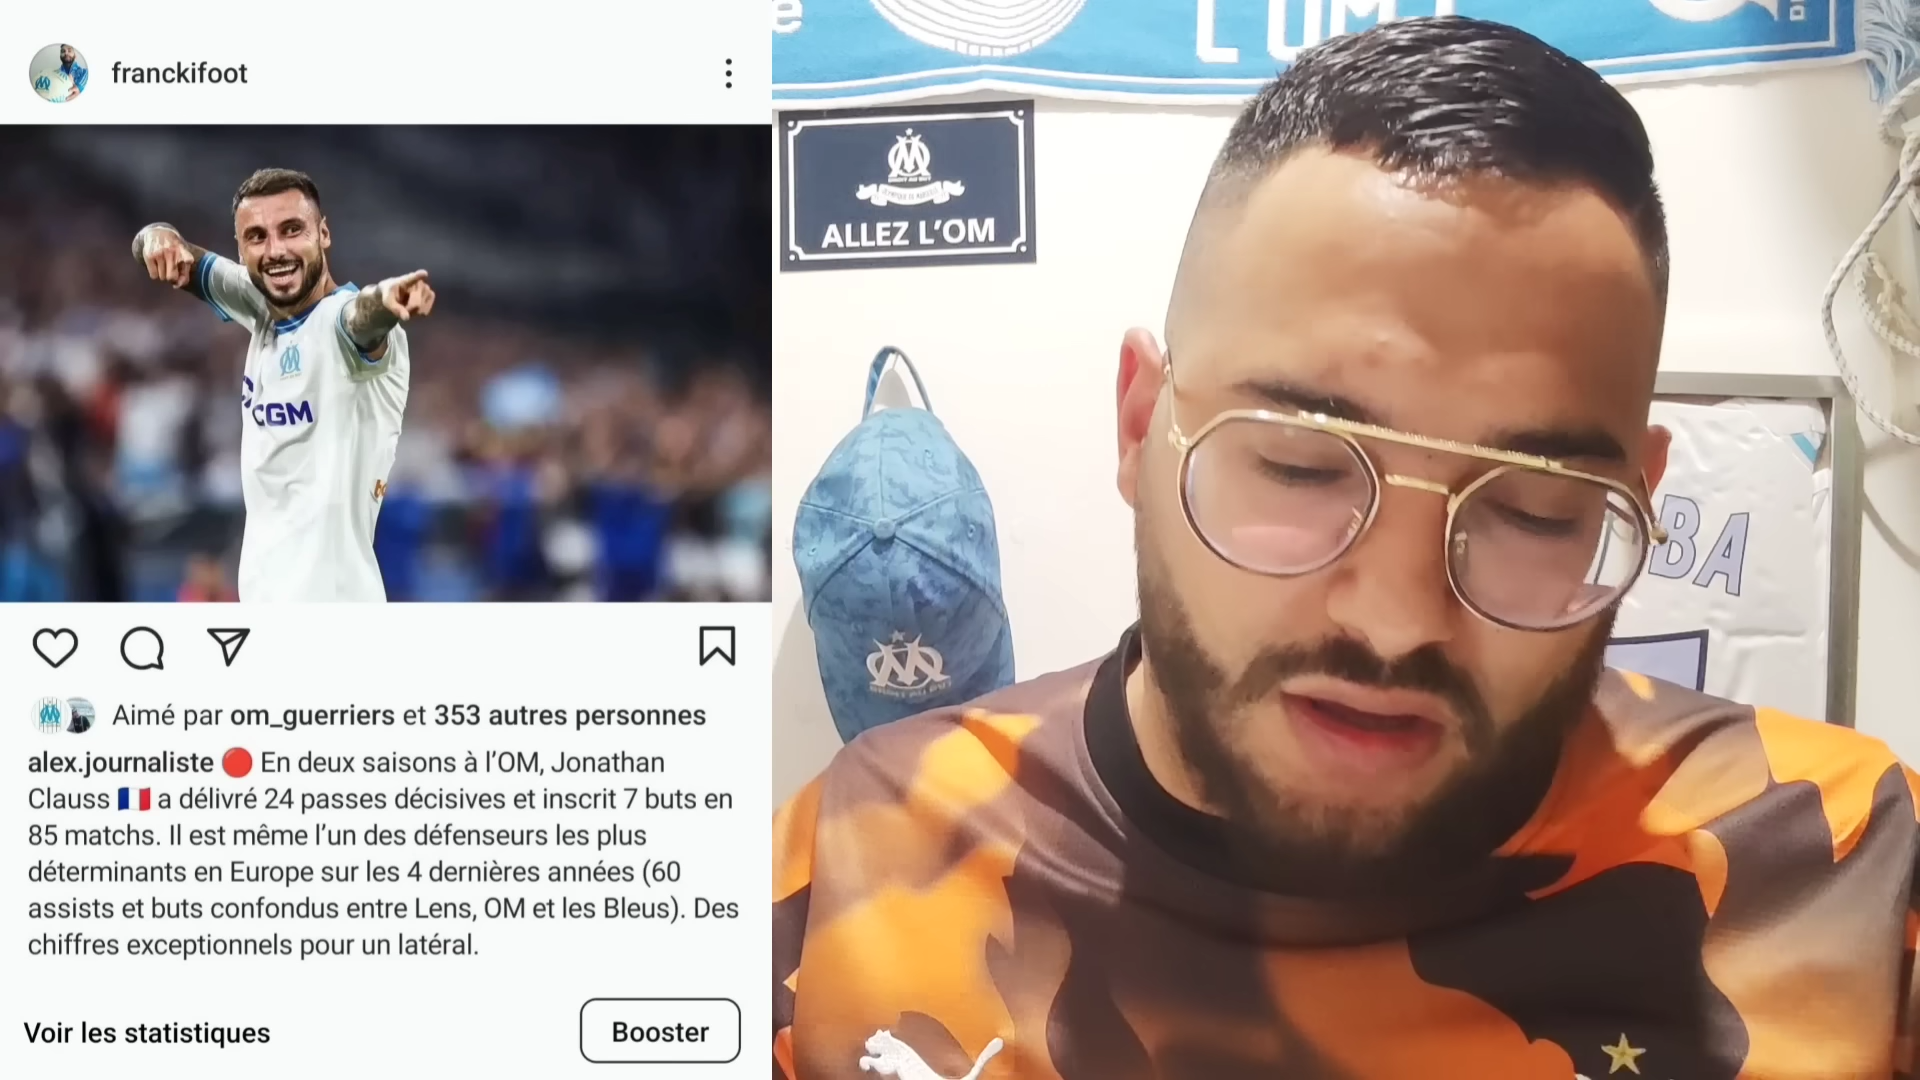 franckifoot
CGM
Aimé par om_guerriers et 353 autres personnes
alex.journaliste 🔴 En deux saisons à l’OM, Jonathan
Clauss 🇫🇷 a délivré 24 passes décisives et inscrit 7 buts en
85 matchs. Il est même l’un des défenseurs les plus
déterminants en Europe sur les 4 dernières années (60
assists et buts confondus entre Lens, OM et les Bleus). Des
chiffres exceptionnels pour un latéral.
Voir les statistiques
Booster
ALLEZ L’OM
BA